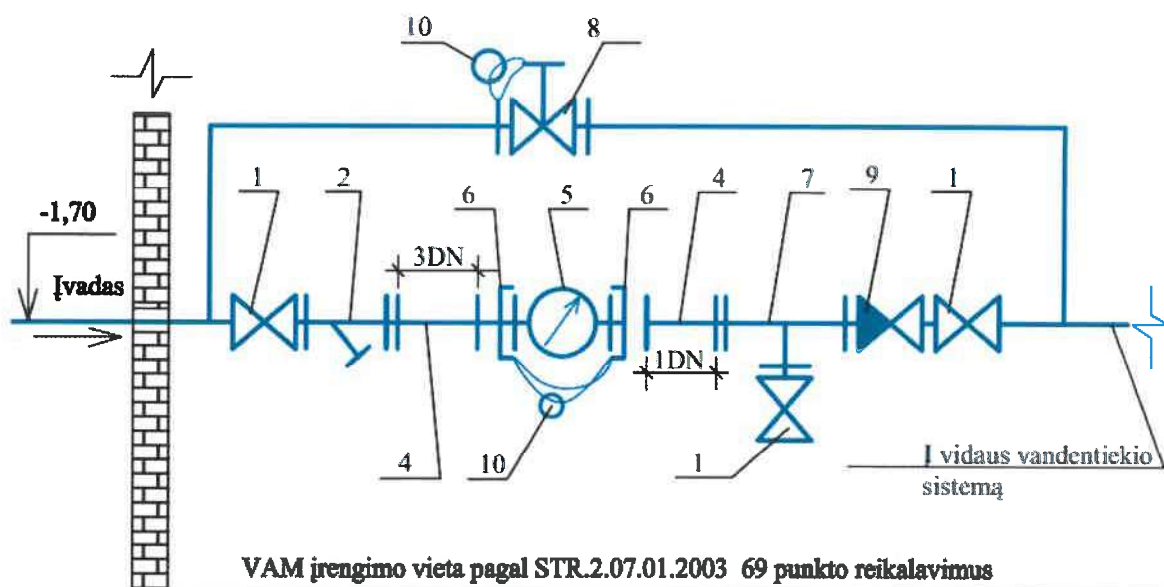 10
8
1
2
6
5
6
4
7
9
1
-1,70
3DN
Įvadas
1DN
4
10
1
Į vidaus vandentiekio
sistemą
VAM įrengimo vieta pagal STR.2.07.01.2003 69 punkto reikalavimus